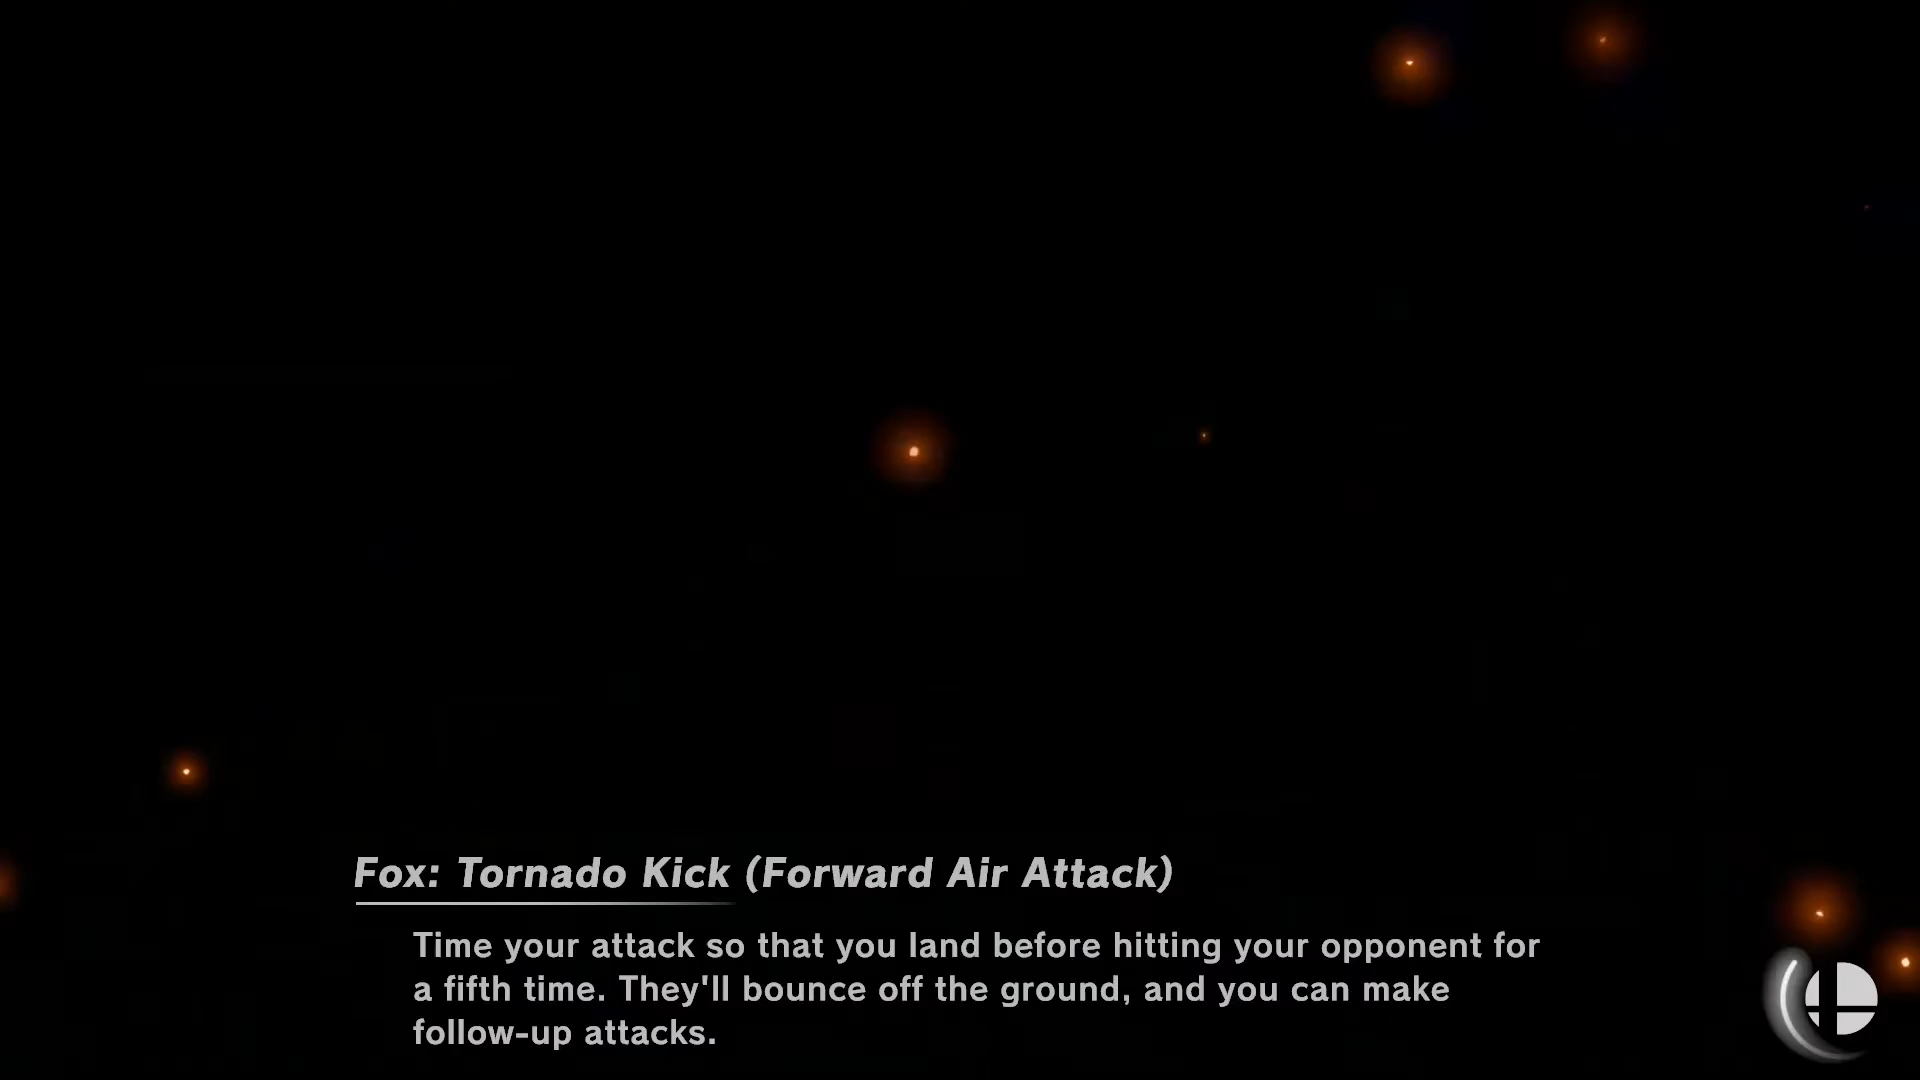 Fox: Tornado Kick (Forward Air Attack)
Time your attack so that you land before hitting your opponent for
a fifth time. They'll bounce off the ground, and you can make
follow-up attacks.